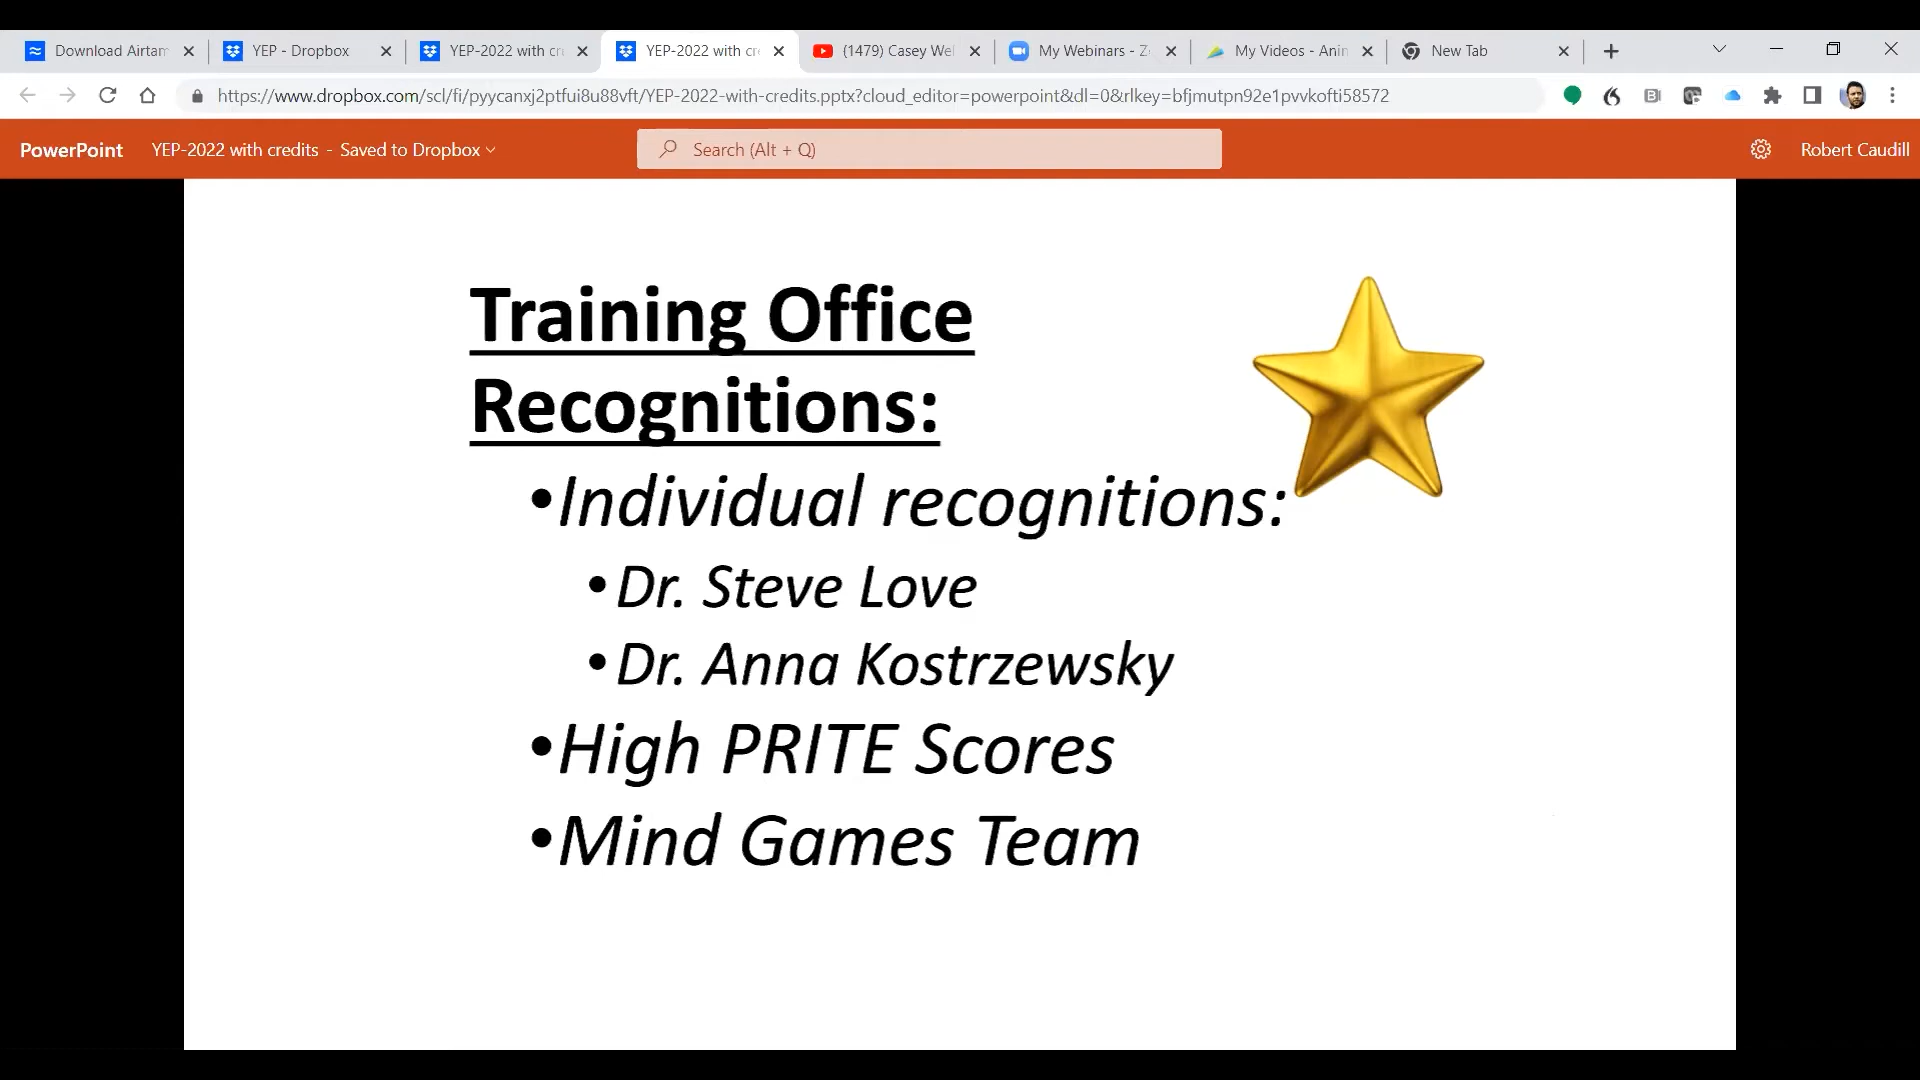 Download Airtam
YEP - Dropbox
YEP-2022 with cr
YEP-2022 with cr
(1479) Casey Wel
My Webinars - Z
My Videos - Anin
New Tab
https://www.dropbox.com/scl/fi/pyycanxj2ptfui8u88vft/YEP-2022-with-credits.pptx?cloud_editor=powerpoint&dl=0&rlkey=bfjmutpn92e1pvvkofti58572
PowerPoint
YEP-2022 with credits - Saved to Dropbox
Search (Alt + Q)
Robert Caudill
Training Office
Recognitions:
•Individual recognitions:
•Dr. Steve Love
•Dr. Anna Kostrzewsky
•High PRITE Scores
•Mind Games Team